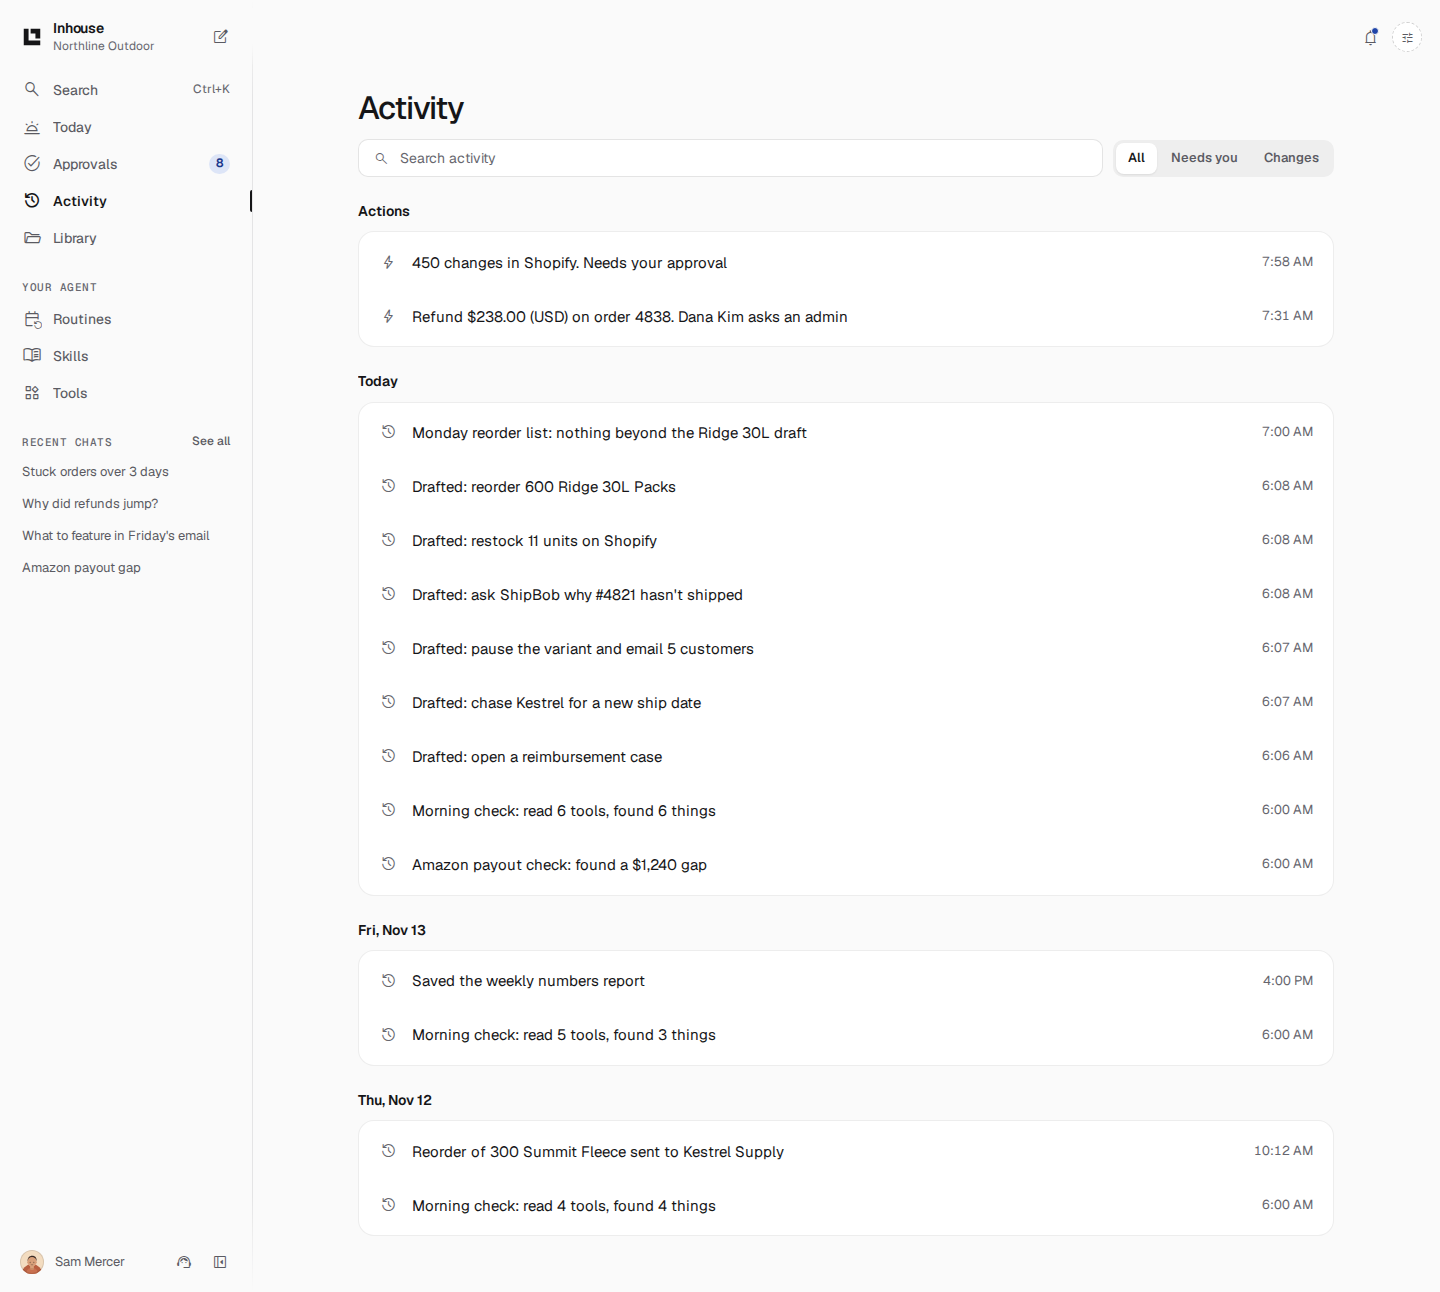 Inhouse
Northline Outdoor
Search
Ctrl+K
Today
Approvals
8
Activity
Library
YOUR AGENT
Routines
Skills
Tools
RECENT CHATS
See all
Stuck orders over 3 days
Why did refunds jump?
What to feature in Friday's email
Amazon payout gap
Sam Mercer
Activity
Search activity
All
Needs you
Changes
Actions
450 changes in Shopify. Needs your approval
7:58 AM
Refund $238.00 (USD) on order 4838. Dana Kim asks an admin
7:31 AM
Today
Monday reorder list: nothing beyond the Ridge 30L draft
7:00 AM
Drafted: reorder 600 Ridge 30L Packs
6:08 AM
Drafted: restock 11 units on Shopify
6:08 AM
Drafted: ask ShipBob why #4821 hasn't shipped
6:08 AM
Drafted: pause the variant and email 5 customers
6:07 AM
Drafted: chase Kestrel for a new ship date
6:07 AM
Drafted: open a reimbursement case
6:06 AM
Morning check: read 6 tools, found 6 things
6:00 AM
Amazon payout check: found a $1,240 gap
6:00 AM
Fri, Nov 13
Saved the weekly numbers report
4:00 PM
Morning check: read 5 tools, found 3 things
6:00 AM
Thu, Nov 12
Reorder of 300 Summit Fleece sent to Kestrel Supply
10:12 AM
Morning check: read 4 tools, found 4 things
6:00 AM